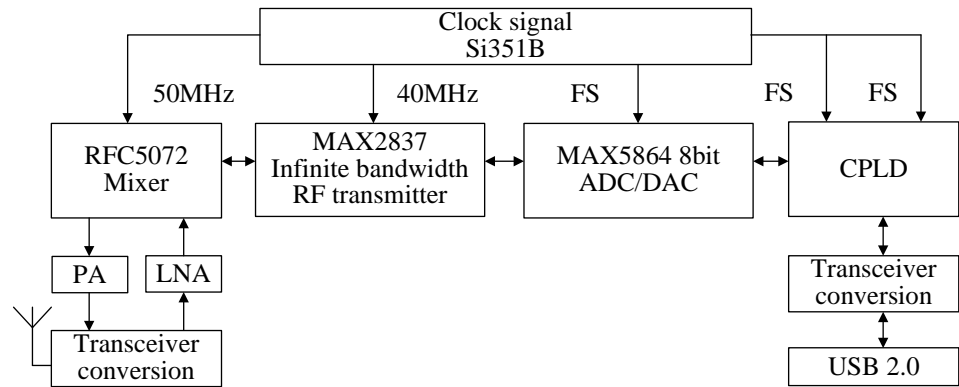 Clock signal
Si351B
50MHz
40MHz
FS
FS
FS
RFC5072
Mixer
MAX2837
Infinite bandwidth
RF transmitter
MAX5864 8bit
ADC/DAC
CPLD
PA
LNA
Transceiver
conversion
Transceiver
conversion
USB 2.0